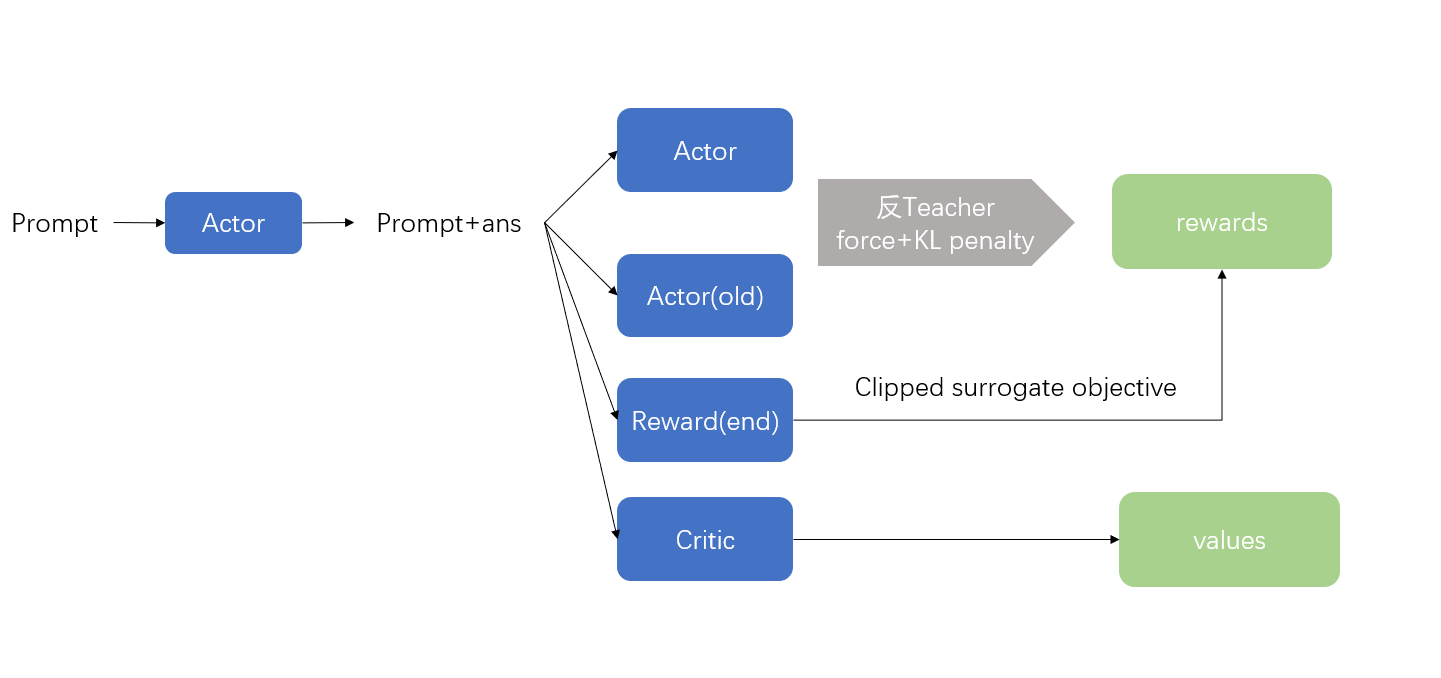 Prompt
Actor
Prompt+ans
Actor
Actor(old)
Reward(end)
Critic
反Teacher
force+KL penalty
Clipped surrogate objective
rewards
values